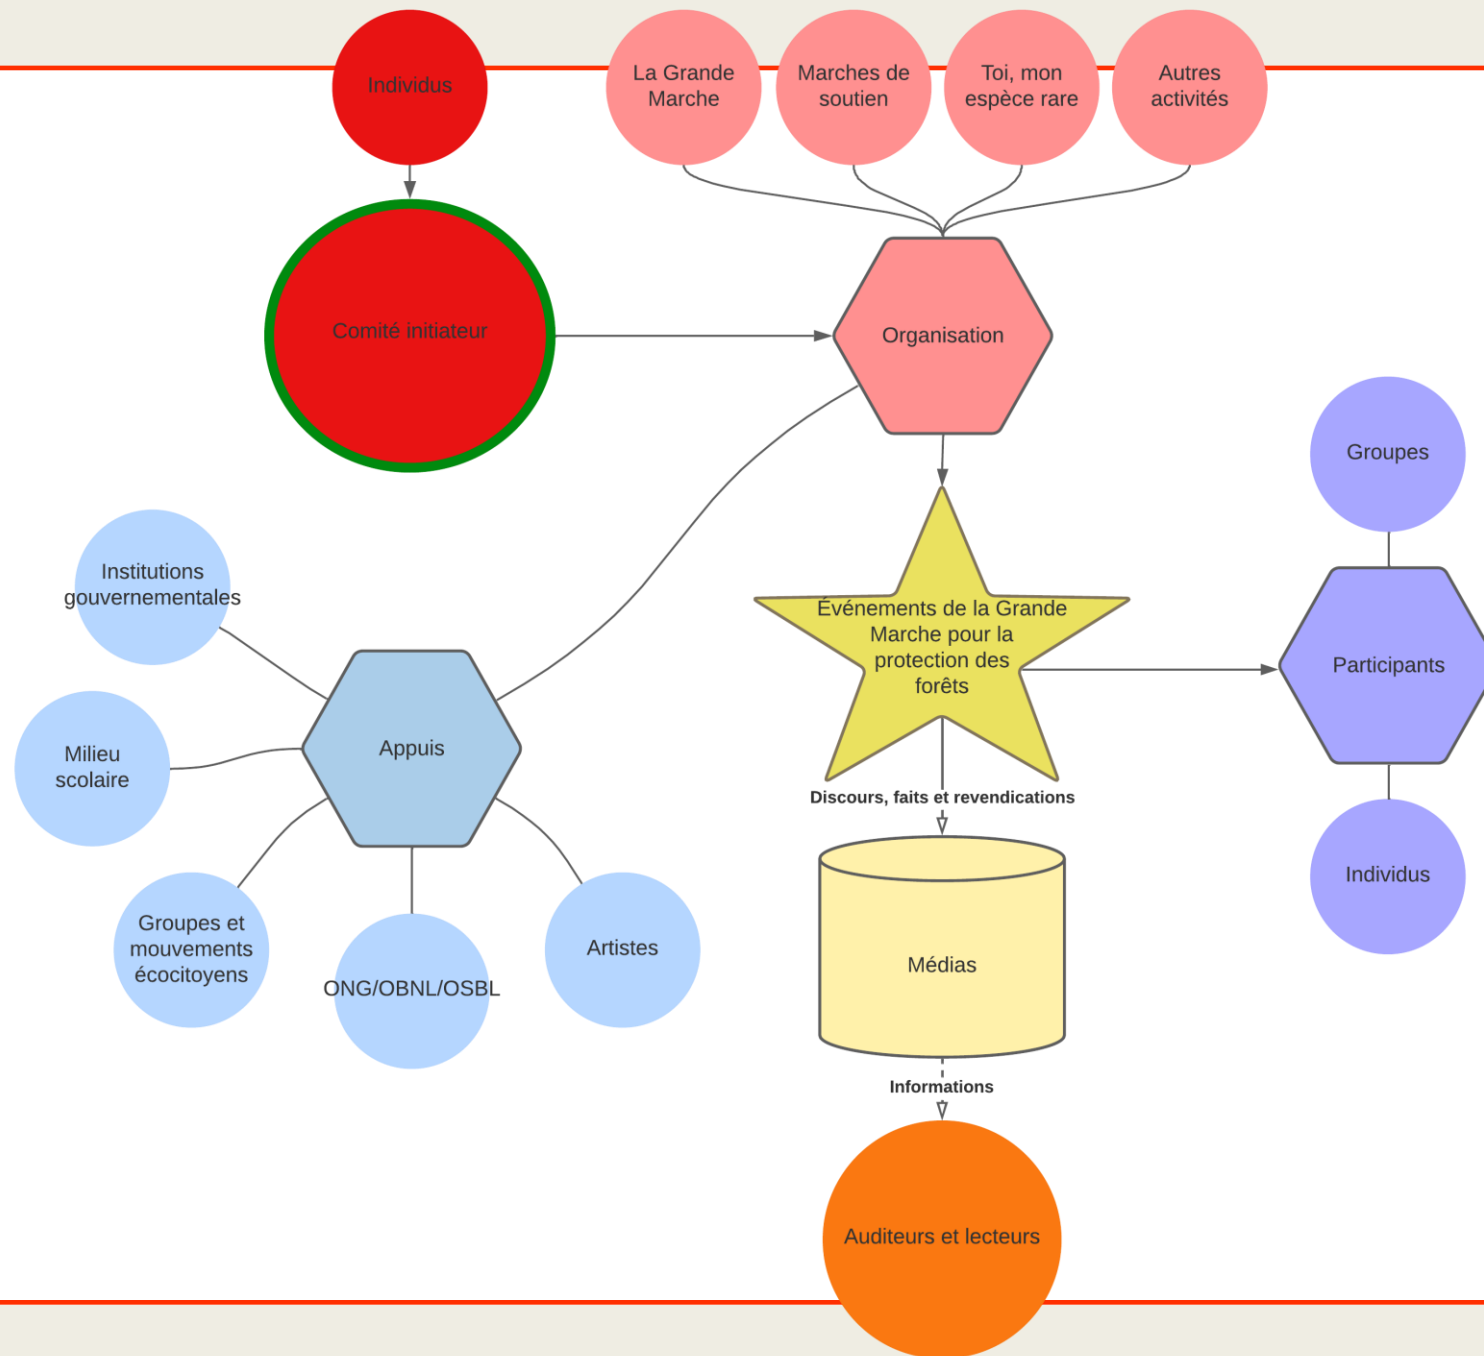 Individus
La Grande
Marche
Marches de
soutien
Toi, mon
espèce rare
Autres
activités
Comité initiateur
Organisation
Groupes
Institutions
gouvernementales
Événements de la Grande
Marche pour la
protection des
forêts
Participants
Appuis
Milieu
scolaire
Discours, faits et revendications
Individus
Groupes et
mouvements
écocitoyens
ONG/OBNL/OSBL
Artistes
Médias
Informations
Auditeurs et lecteurs